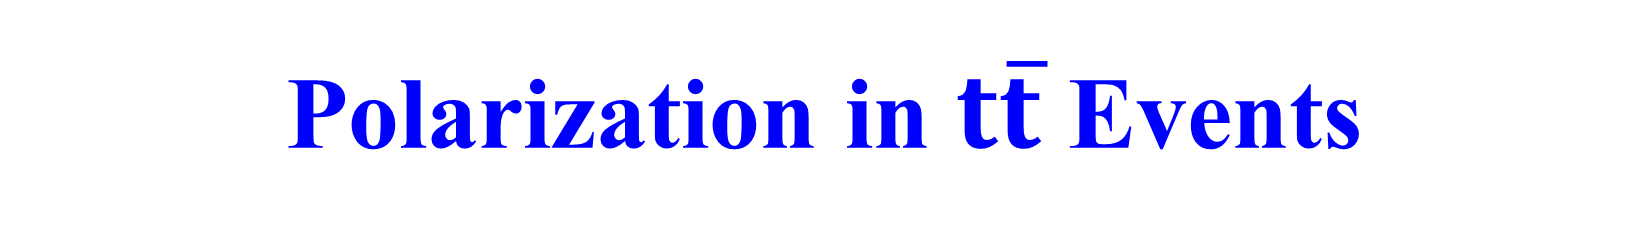 Polarization in tt̅ Events